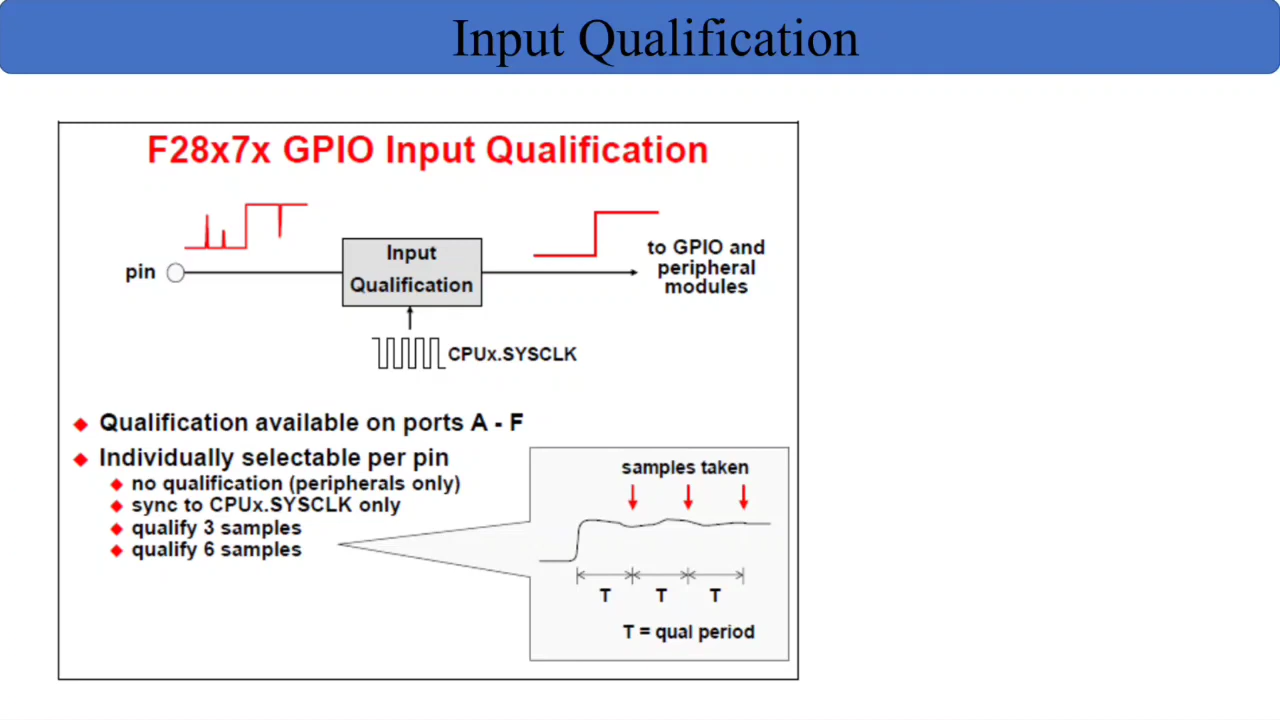 Input Qualification
F28x7x GPIO Input Qualification
pin
Input
Qualification
to GPIO and
peripheral
modules
CPUx.SYSCLK
Qualification available on ports A - F
Individually selectable per pin
no qualification (peripherals only)
sync to CPUx.SYSCLK only
qualify 3 samples
qualify 6 samples
samples taken
T T T
T = qual period